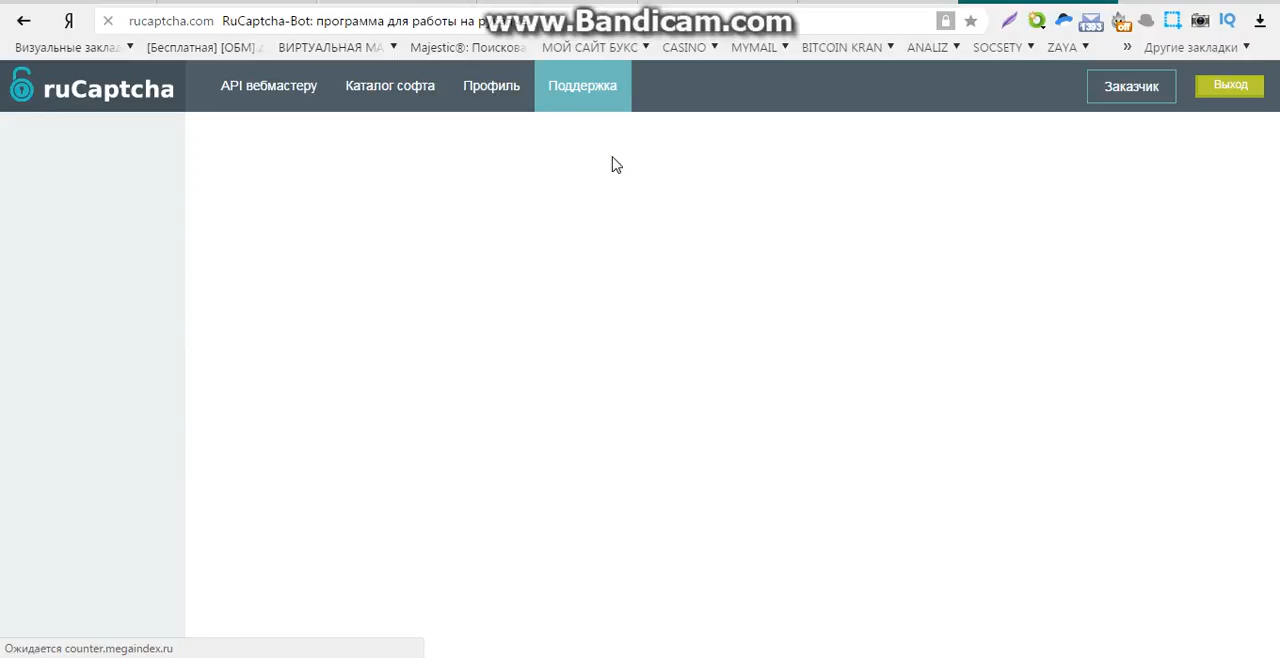 Я rucaptcha.com RuCaptcha-Bot: программа для работы на
www.Bandicam.com
Визуальные заклад [Бесплатная] [ОБМ] ВИРТУАЛЬНАЯ МА Majestic®: Поискова МОЙ САЙТ БУКС CASINO MYMAIL BITCOIN KRAN ANALIZ SOCSETY ZAYA » Другие закладки
ruCaptcha API вебмастеру Каталог софта Профиль Поддержка Заказчик Выход
Ожидается counter.megaindex.ru